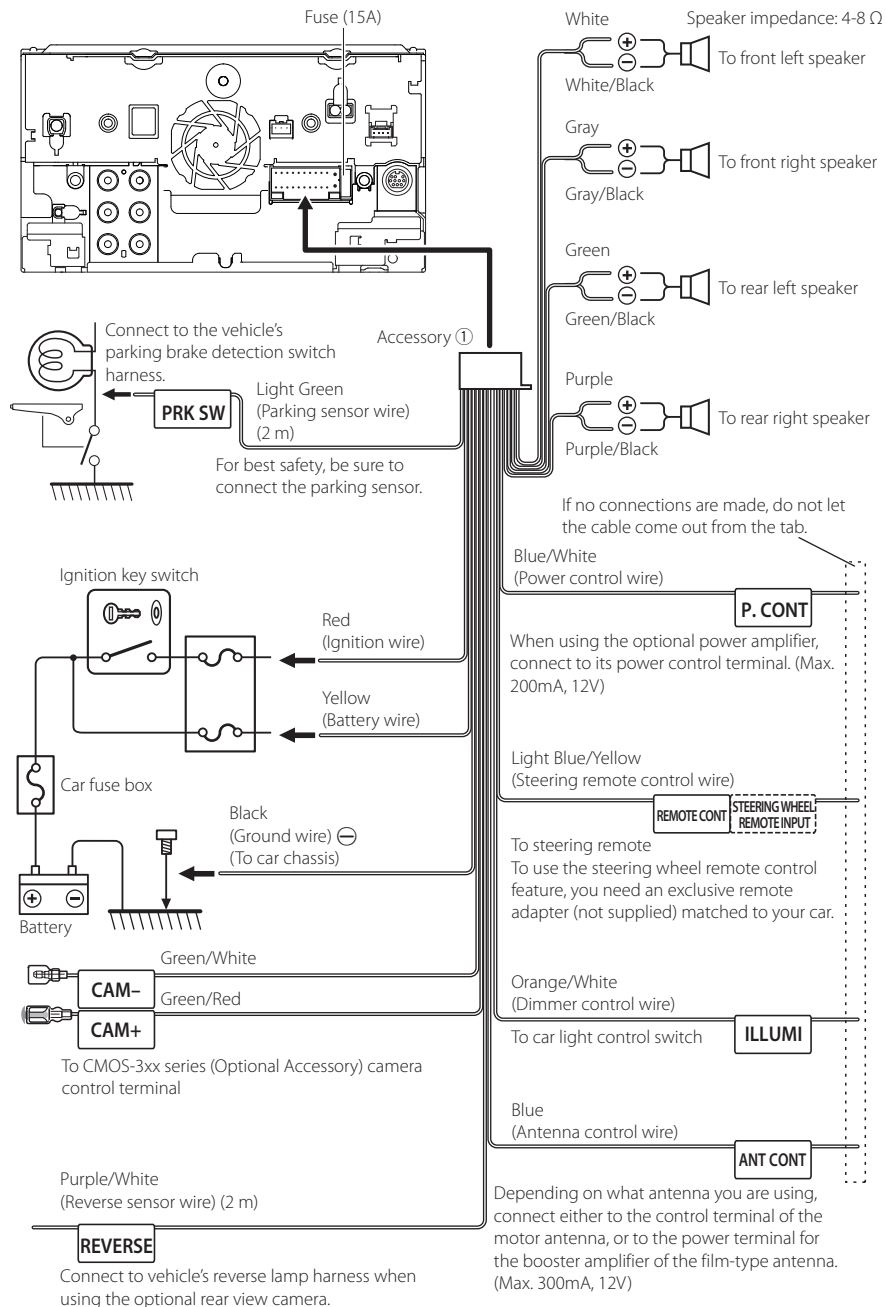 Fuse (15A)
White
Speaker impedance: 4-8 Ω
⊕
⊖
To front left speaker
White/Black
Gray
⊕
⊖
To front right speaker
Gray/Black
Green
⊕
⊖
To rear left speaker
Green/Black
Purple
⊕
⊖
To rear right speaker
Purple/Black
Connect to the vehicle's
parking brake detection switch
harness.
Accessory ①
PRK SW
Light Green
(Parking sensor wire)
(2 m)
For best safety, be sure to
connect the parking sensor.
If no connections are made, do not let
the cable come out from the tab.
Ignition key switch
Red
(Ignition wire)
Yellow
(Battery wire)
Car fuse box
Black
(Ground wire) ⊖
(To car chassis)
⊕ ⊖
Battery
Green/White
CAM–
Green/Red
CAM+
To CMOS-3xx series (Optional Accessory) camera
control terminal
Purple/White
(Reverse sensor wire) (2 m)
REVERSE
Connect to vehicle's reverse lamp harness when
using the optional rear view camera.
Blue/White
(Power control wire)
P. CONT
When using the optional power amplifier,
connect to its power control terminal. (Max.
200mA, 12V)
Light Blue/Yellow
(Steering remote control wire)
REMOTE CONT
STEERING WHEEL
REMOTE INPUT
To steering remote
To use the steering wheel remote control
feature, you need an exclusive remote
adapter (not supplied) matched to your car.
Orange/White
(Dimmer control wire)
To car light control switch
ILLUMI
Blue
(Antenna control wire)
ANT CONT
Depending on what antenna you are using,
connect either to the control terminal of the
motor antenna, or to the power terminal for
the booster amplifier of the film-type antenna.
(Max. 300mA, 12V)